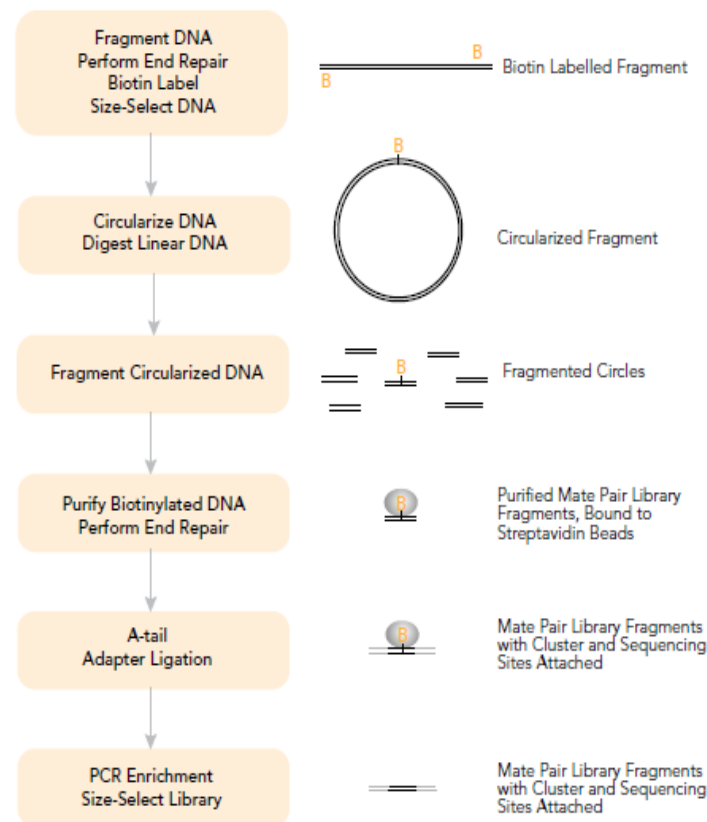 Fragment DNA
Perform End Repair
Biotin Label
Size-Select DNA
B
B
Biotin Labelled Fragment
Circularize DNA
Digest Linear DNA
B
Circularized Fragment
Fragment Circularized DNA
B
Fragmented Circles
Purify Biotinylated DNA
Perform End Repair
B
Purified Mate Pair Library
Fragments, Bound to
Streptavidin Beads
A-tail
Adapter Ligation
B
Mate Pair Library Fragments
with Cluster and Sequencing
Sites Attached
PCR Enrichment
Size-Select Library
Mate Pair Library Fragments
with Cluster and Sequencing
Sites Attached